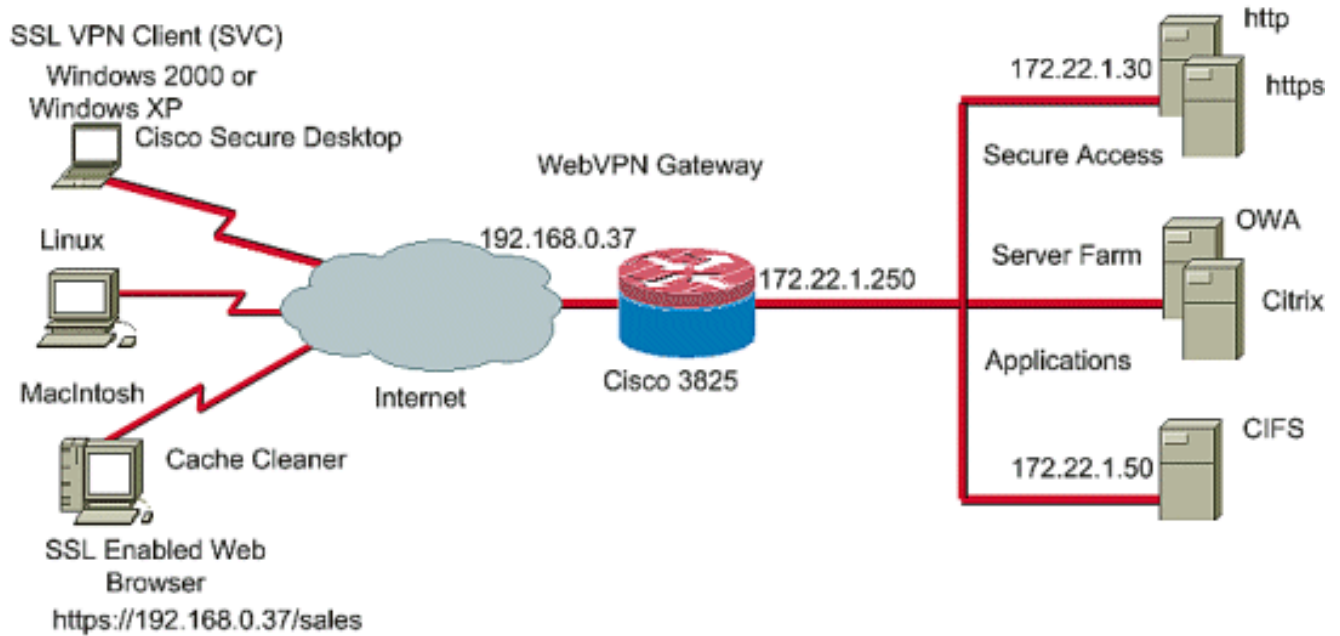 SSL VPN Client (SVC)
Windows 2000 or
Windows XP
Cisco Secure Desktop
Linux
MacIntosh
Cache Cleaner
SSL Enabled Web
Browser
https://192.168.0.37/sales
Internet
WebVPN Gateway
192.168.0.37
172.22.1.250
Cisco 3825
http
172.22.1.30
https
Secure Access
OWA
Server Farm
Citrix
Applications
CIFS
172.22.1.50